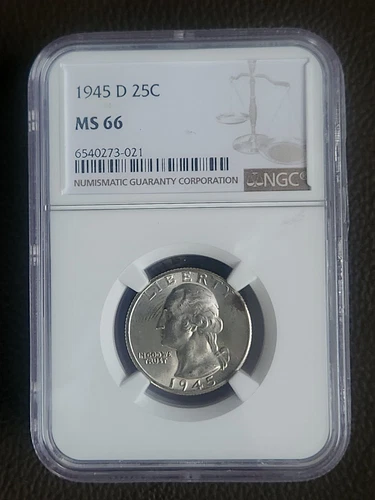 1945 D 25C
MS 66
6540273-021
NUMISMATIC GUARANTY CORPORATION
NGC
LIBERTY
IN GOD WE
TRUST
1945